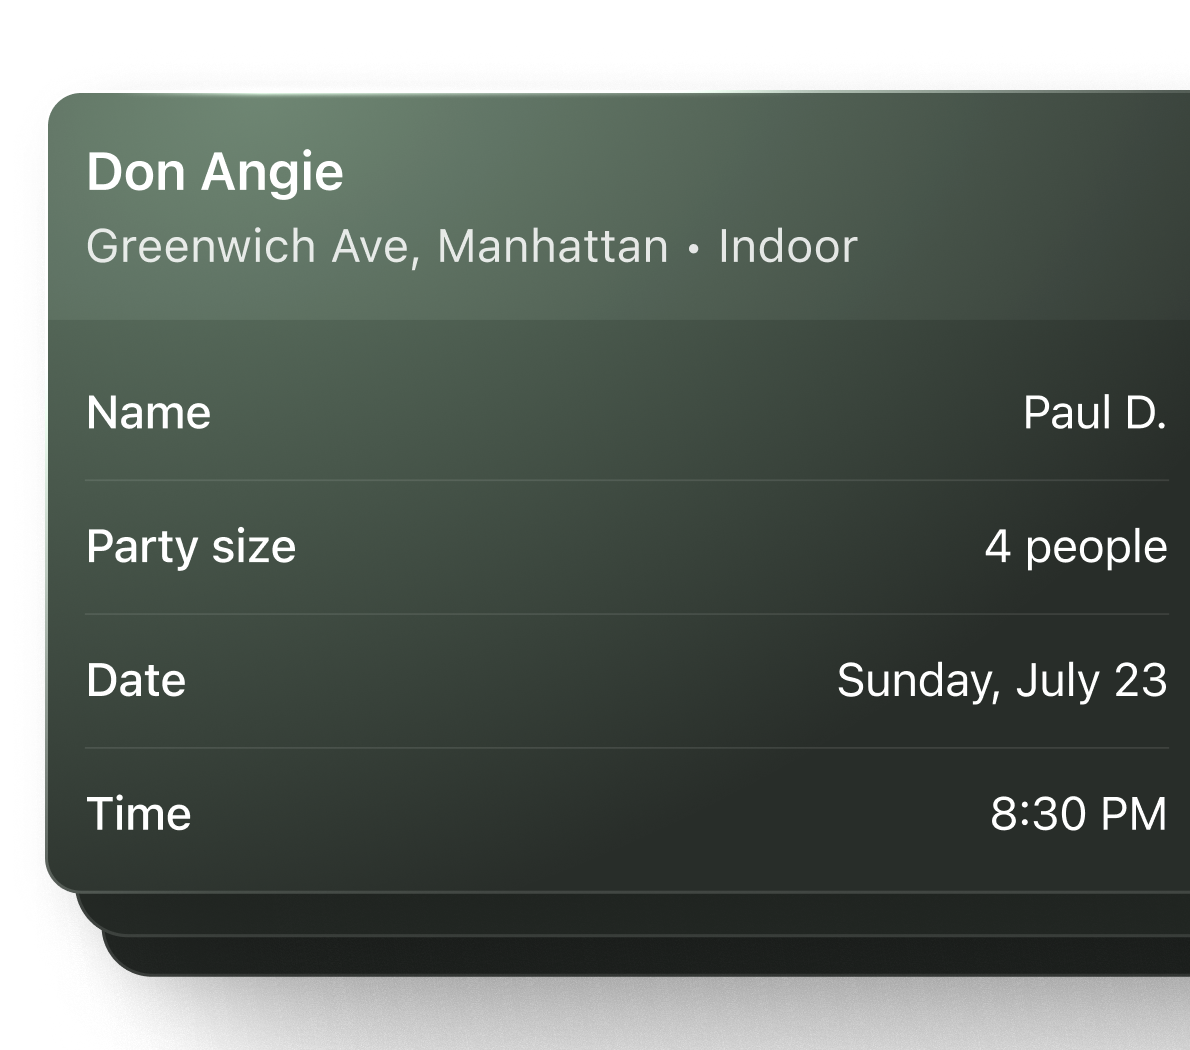 Don Angie
Greenwich Ave, Manhattan • Indoor
Name Paul D.
Party size 4 people
Date Sunday, July 23
Time 8:30 PM